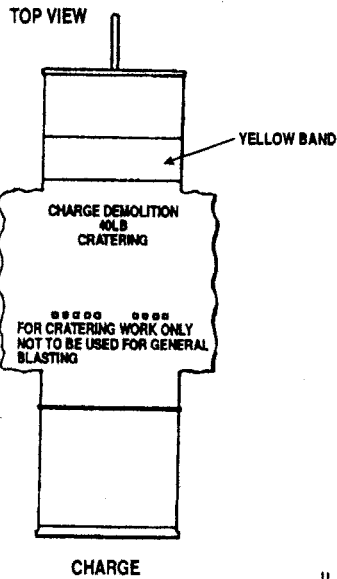 TOP VIEW
YELLOW BAND
CHARGE DEMOLITION
40LB
CRATERING
FOR CRATERING WORK ONLY
NOT TO BE USED FOR GENERAL
BLASTING
CHARGE